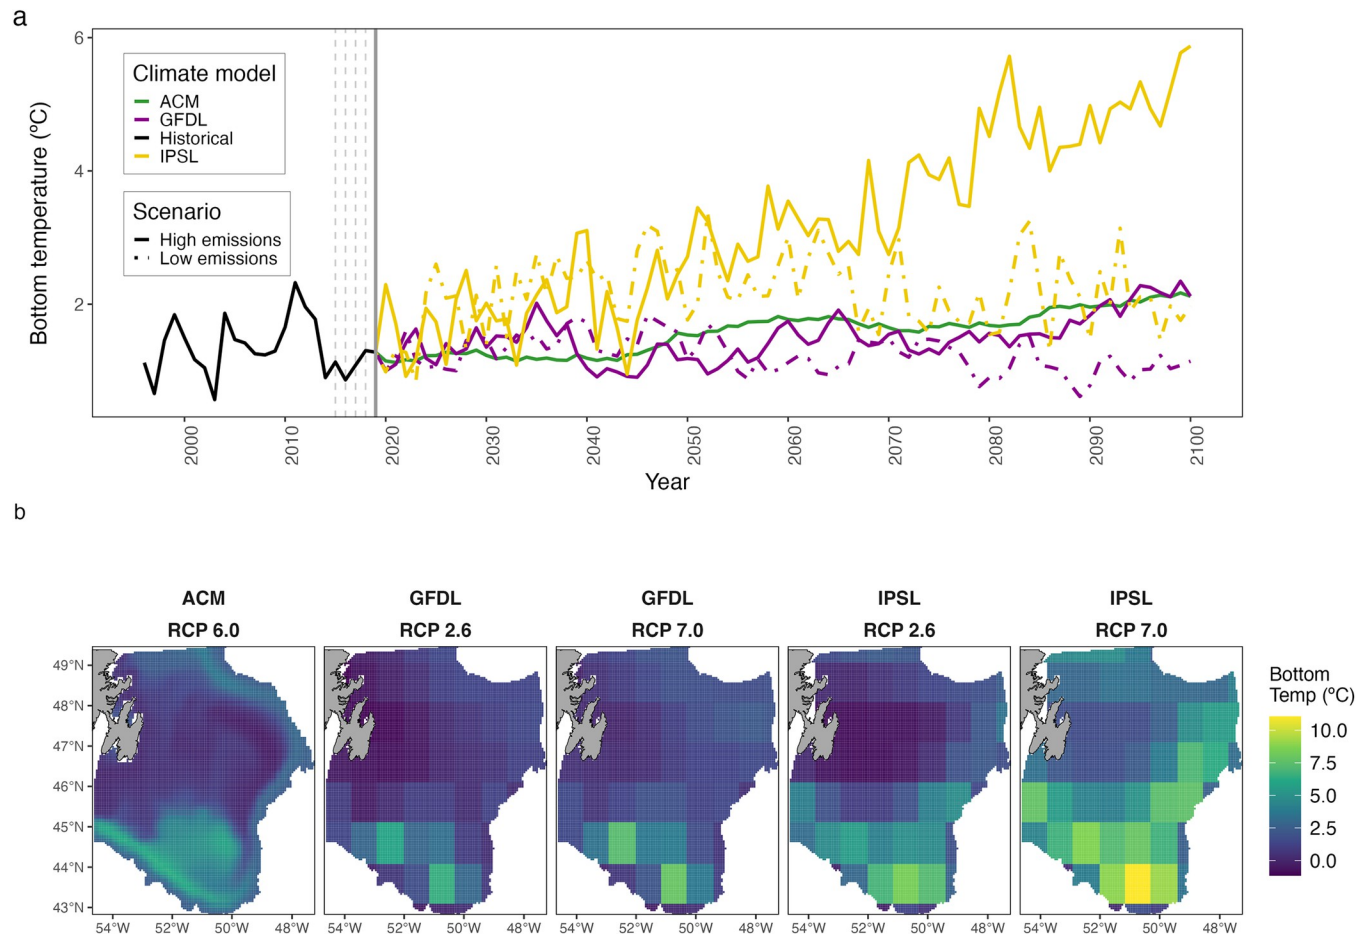 a
6
4
2
Bottom temperature (ºC)
Climate model
ACM
GFDL
Historical
IPSL
Scenario
High emissions
Low emissions
2000
2010
2020
2030
2040
2050
2060
2070
2080
2090
2100
Year
b
ACM
RCP 6.0
GFDL
RCP 2.6
GFDL
RCP 7.0
IPSL
RCP 2.6
IPSL
RCP 7.0
49°N
48°N
47°N
46°N
45°N
44°N
43°N
54°W 52°W 50°W 48°W
54°W 52°W 50°W 48°W
54°W 52°W 50°W 48°W
54°W 52°W 50°W 48°W
54°W 52°W 50°W 48°W
Bottom
Temp (ºC)
10.0
7.5
5.0
2.5
0.0